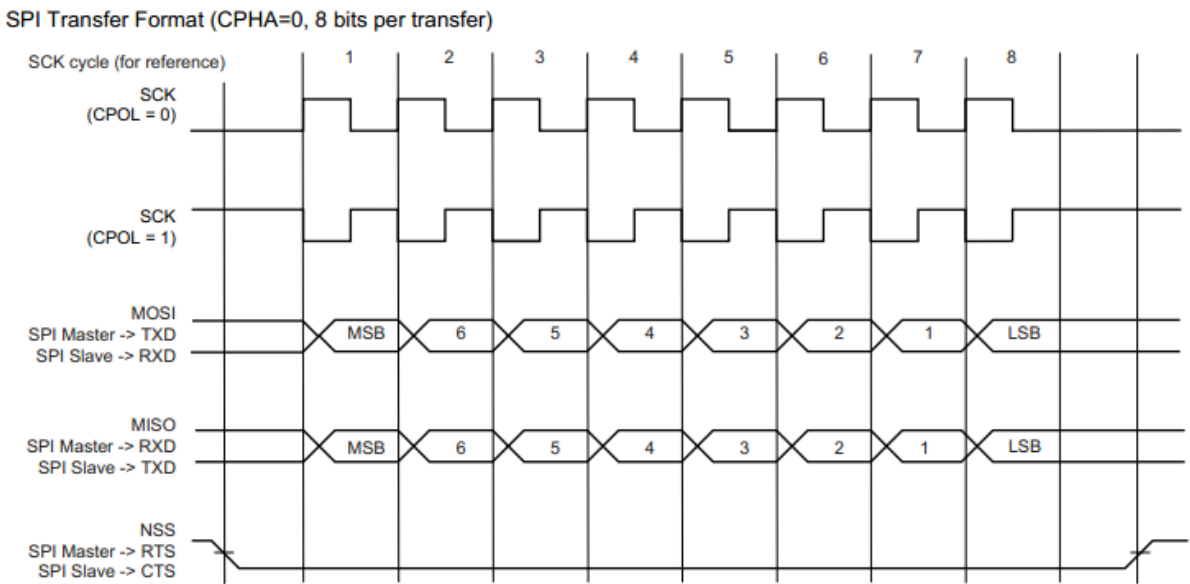 SPI Transfer Format (CPHA=0, 8 bits per transfer)
SCK cycle (for reference) 1 2 3 4 5 6 7 8
SCK
(CPOL = 0)
SCK
(CPOL = 1)
MOSI
SPI Master -> TXD
SPI Slave -> RXD
MSB 6 5 4 3 2 1 LSB
MISO
SPI Master -> RXD
SPI Slave -> TXD
MSB 6 5 4 3 2 1 LSB
NSS
SPI Master -> RTS
SPI Slave -> CTS